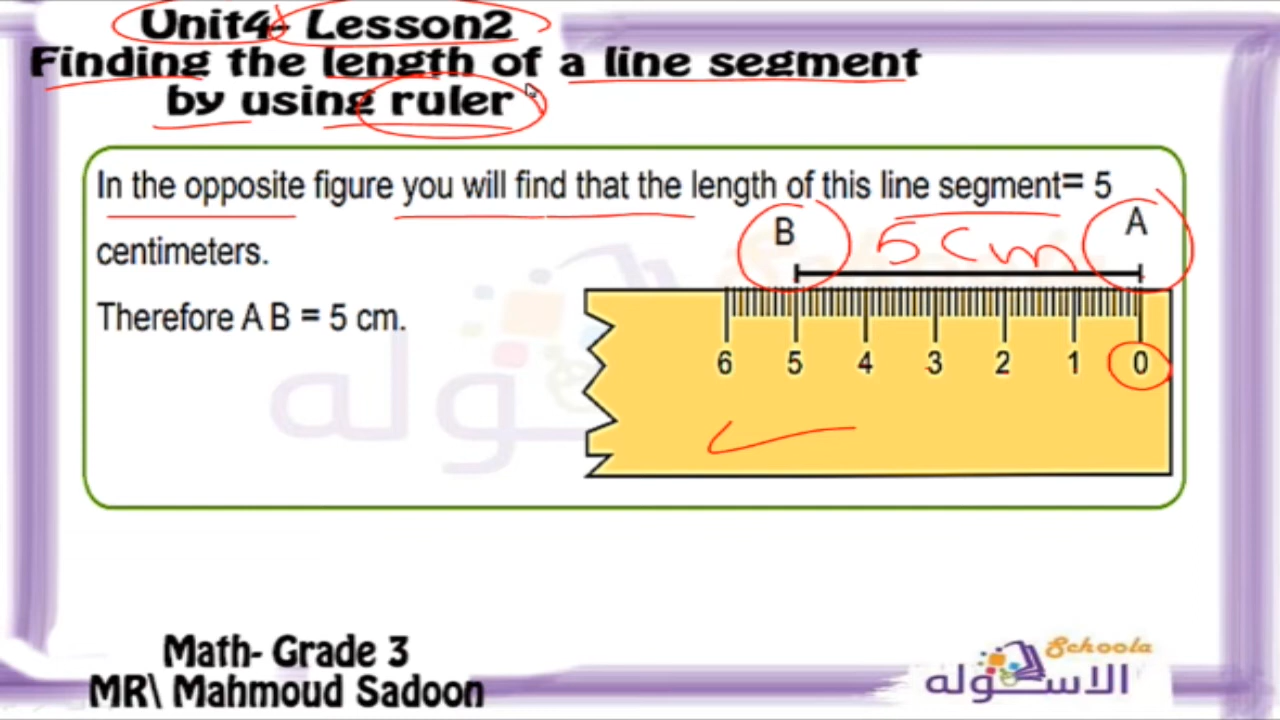 Unit4- Lesson2
Finding the length of a line segment
by using ruler
In the opposite figure you will find that the length of this line segment= 5
centimeters.
Therefore A B = 5 cm.
B 5 cm A
6 5 4 3 2 1 0
Math- Grade 3
MR\ Mahmoud Sadoon
Schoola
الاسكوله